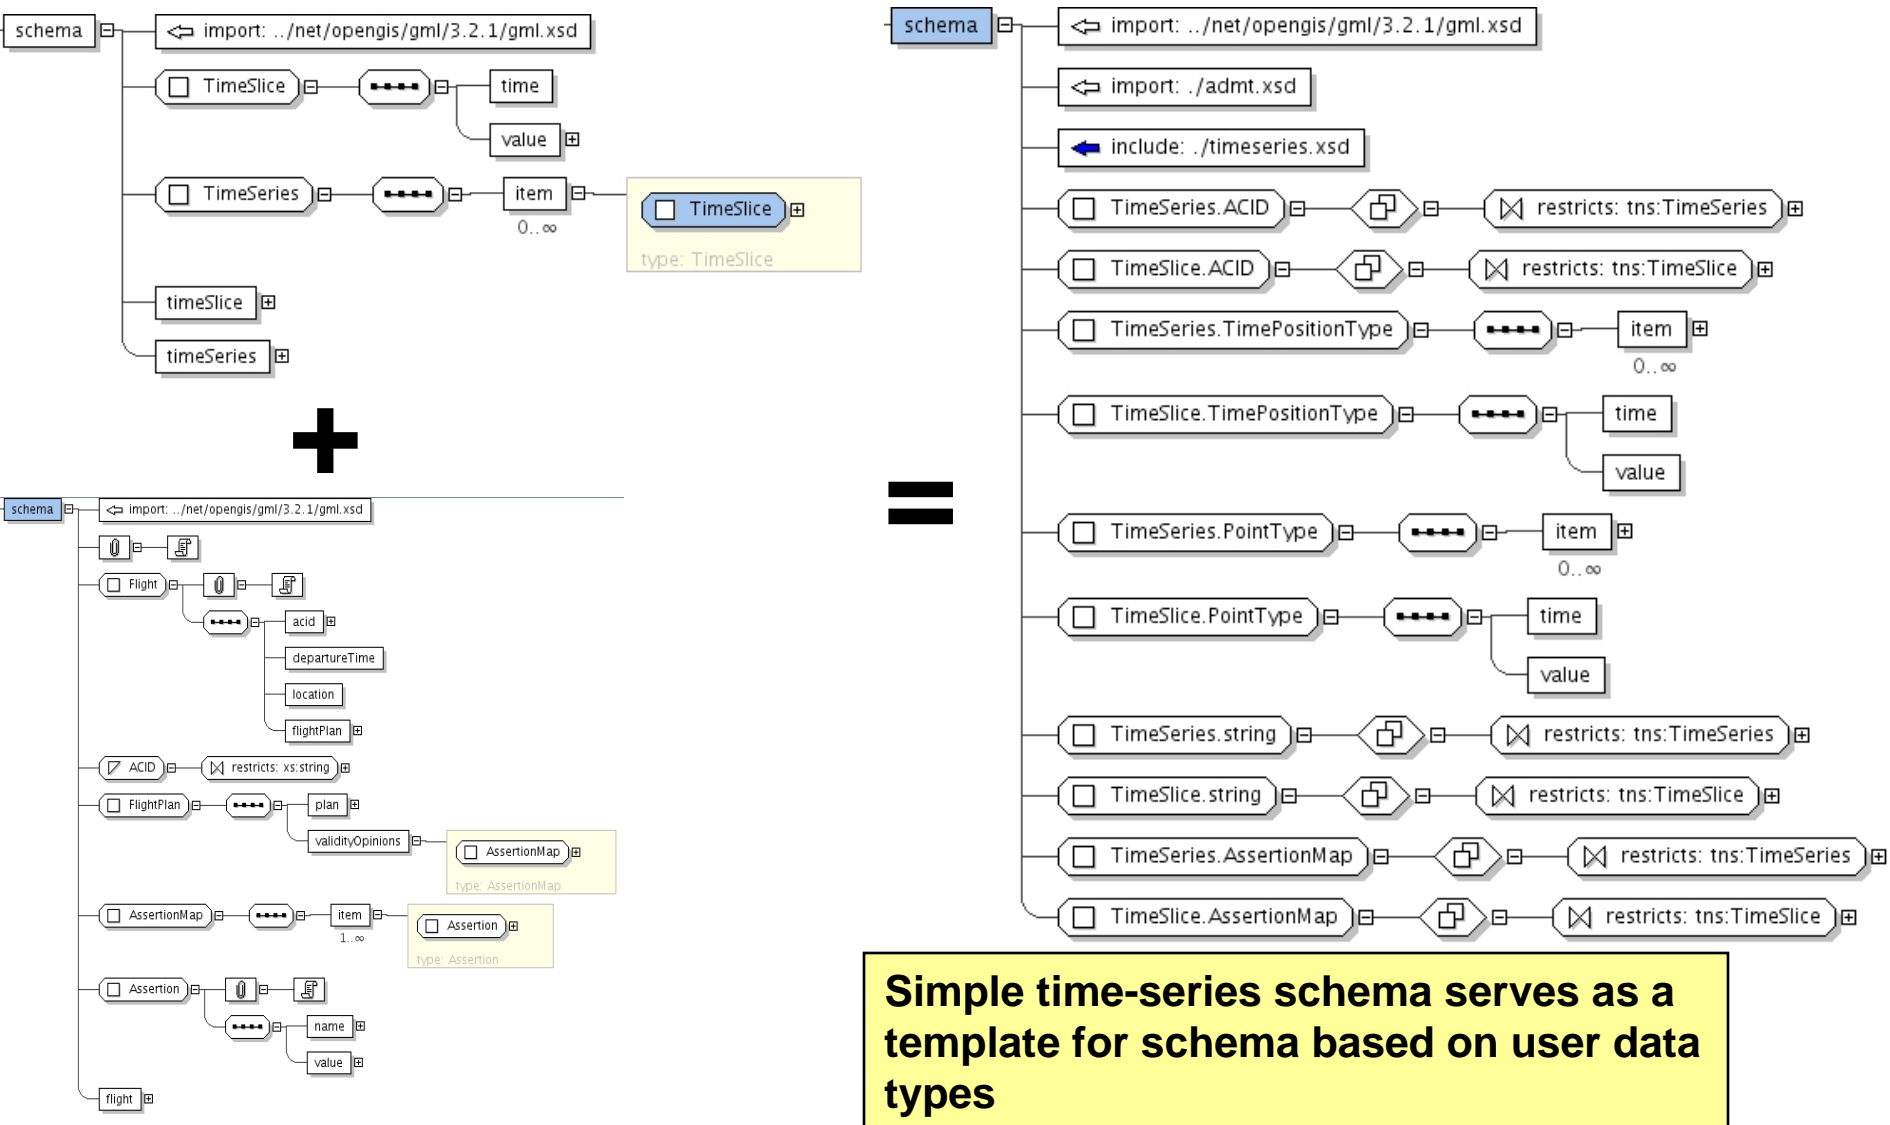 schema
import: ../net/opengis/gml/3.2.1/gml.xsd
TimeSlice
time
value
TimeSeries
item
0..∞
TimeSlice
type: TimeSlice
timeSlice
timeSeries
+
schema
import: ../net/opengis/gml/3.2.1/gml.xsd
Flight
acid
departureTime
location
flightPlan
ACID
restricts: xs:string
FlightPlan
plan
validityOpinions
AssertionMap
type: AssertionMap
AssertionMap
item
1..∞
Assertion
type: Assertion
Assertion
name
value
flight
=
schema
import: ../net/opengis/gml/3.2.1/gml.xsd
import: ./admt.xsd
include: ./timeseries.xsd
TimeSeries.ACID
restricts: tns:TimeSeries
TimeSlice.ACID
restricts: tns:TimeSlice
TimeSeries.TimePositionType
item
0..∞
TimeSlice.TimePositionType
time
value
TimeSeries.PointType
item
0..∞
TimeSlice.PointType
time
value
TimeSeries.string
restricts: tns:TimeSeries
TimeSlice.string
restricts: tns:TimeSlice
TimeSeries.AssertionMap
restricts: tns:TimeSeries
TimeSlice.AssertionMap
restricts: tns:TimeSlice
Simple time-series schema serves as a
template for schema based on user data
types